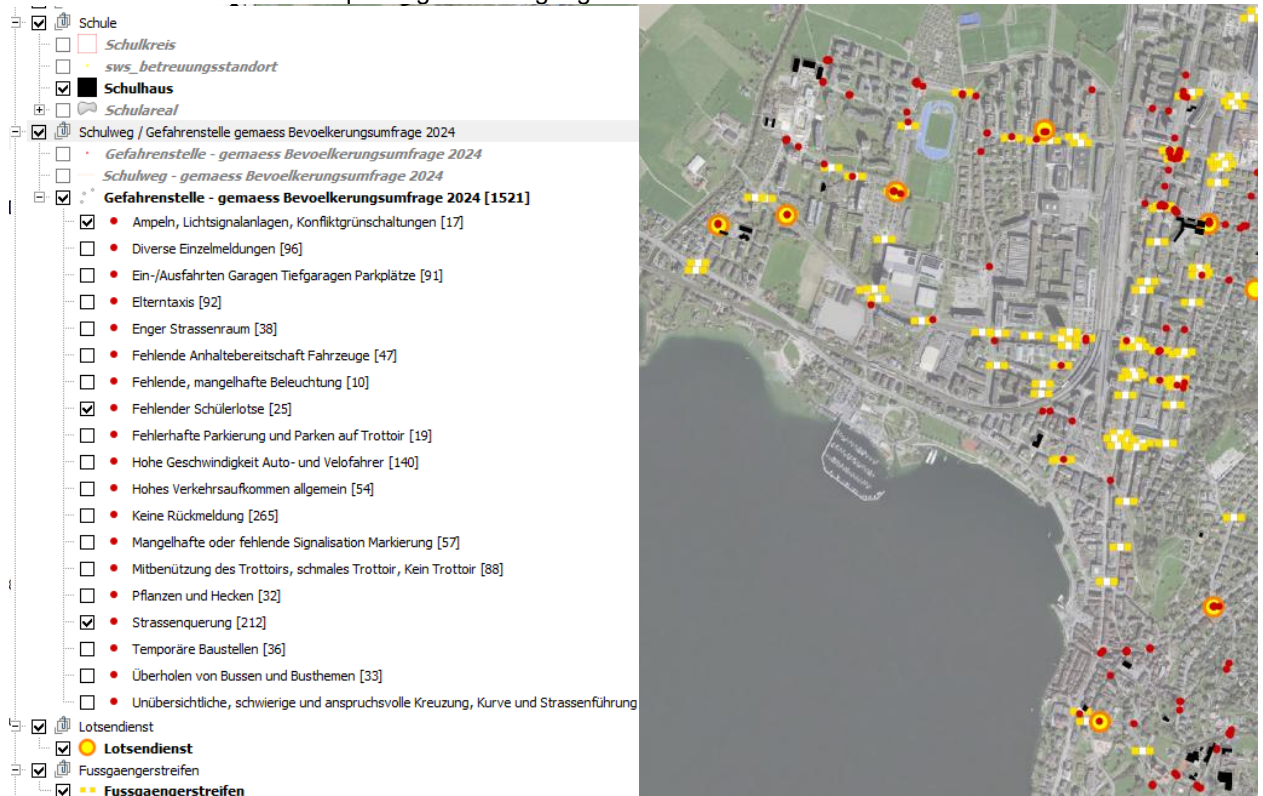 Schule
Schulkreis
sws_betreuungsstandort
Schulhaus
Schulareal
Schulweg / Gefahrenstelle gemaess Bevoelkerungsumfrage 2024
Gefahrenstelle - gemaess Bevoelkerungsumfrage 2024
Schulweg - gemaess Bevoelkerungsumfrage 2024
Gefahrenstelle - gemaess Bevoelkerungsumfrage 2024 [1521]
Ampeln, Lichtsignalanlagen, Konfliktgrünschaltungen [17]
Diverse Einzelmeldungen [96]
Ein-/Ausfahrten Garagen Tiefgaragen Parkplätze [91]
Elterntaxis [92]
Enger Strassenraum [38]
Fehlende Anhaltebereitschaft Fahrzeuge [47]
Fehlende, mangelhafte Beleuchtung [10]
Fehlender Schülerlotse [25]
Fehlerhafte Parkierung und Parken auf Trottoir [19]
Hohe Geschwindigkeit Auto- und Velofahrer [140]
Hohes Verkehrsaufkommen allgemein [54]
Keine Rückmeldung [265]
Mangelhafte oder fehlende Signalisation Markierung [57]
Mitbenützung des Trottoirs, schmales Trottoir, Kein Trottoir [88]
Pflanzen und Hecken [32]
Strassenquerung [212]
Temporäre Baustellen [36]
Überholen von Bussen und Busthemen [33]
Unübersichtliche, schwierige und anspruchsvolle Kreuzung, Kurve und Strassenführung
Lotsendienst
Lotsendienst
Fussgaengerstreifen
Fussgaengerstreifen